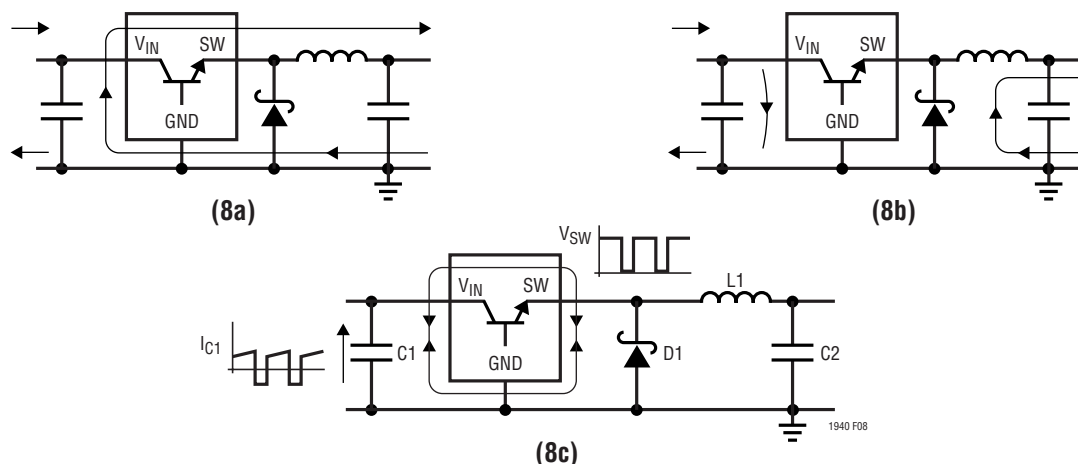 V_IN SW
GND
(8a)
V_IN SW
GND
(8b)
V_SW
I_C1
C1
V_IN SW
GND
D1
L1
C2
1940 F08
(8c)